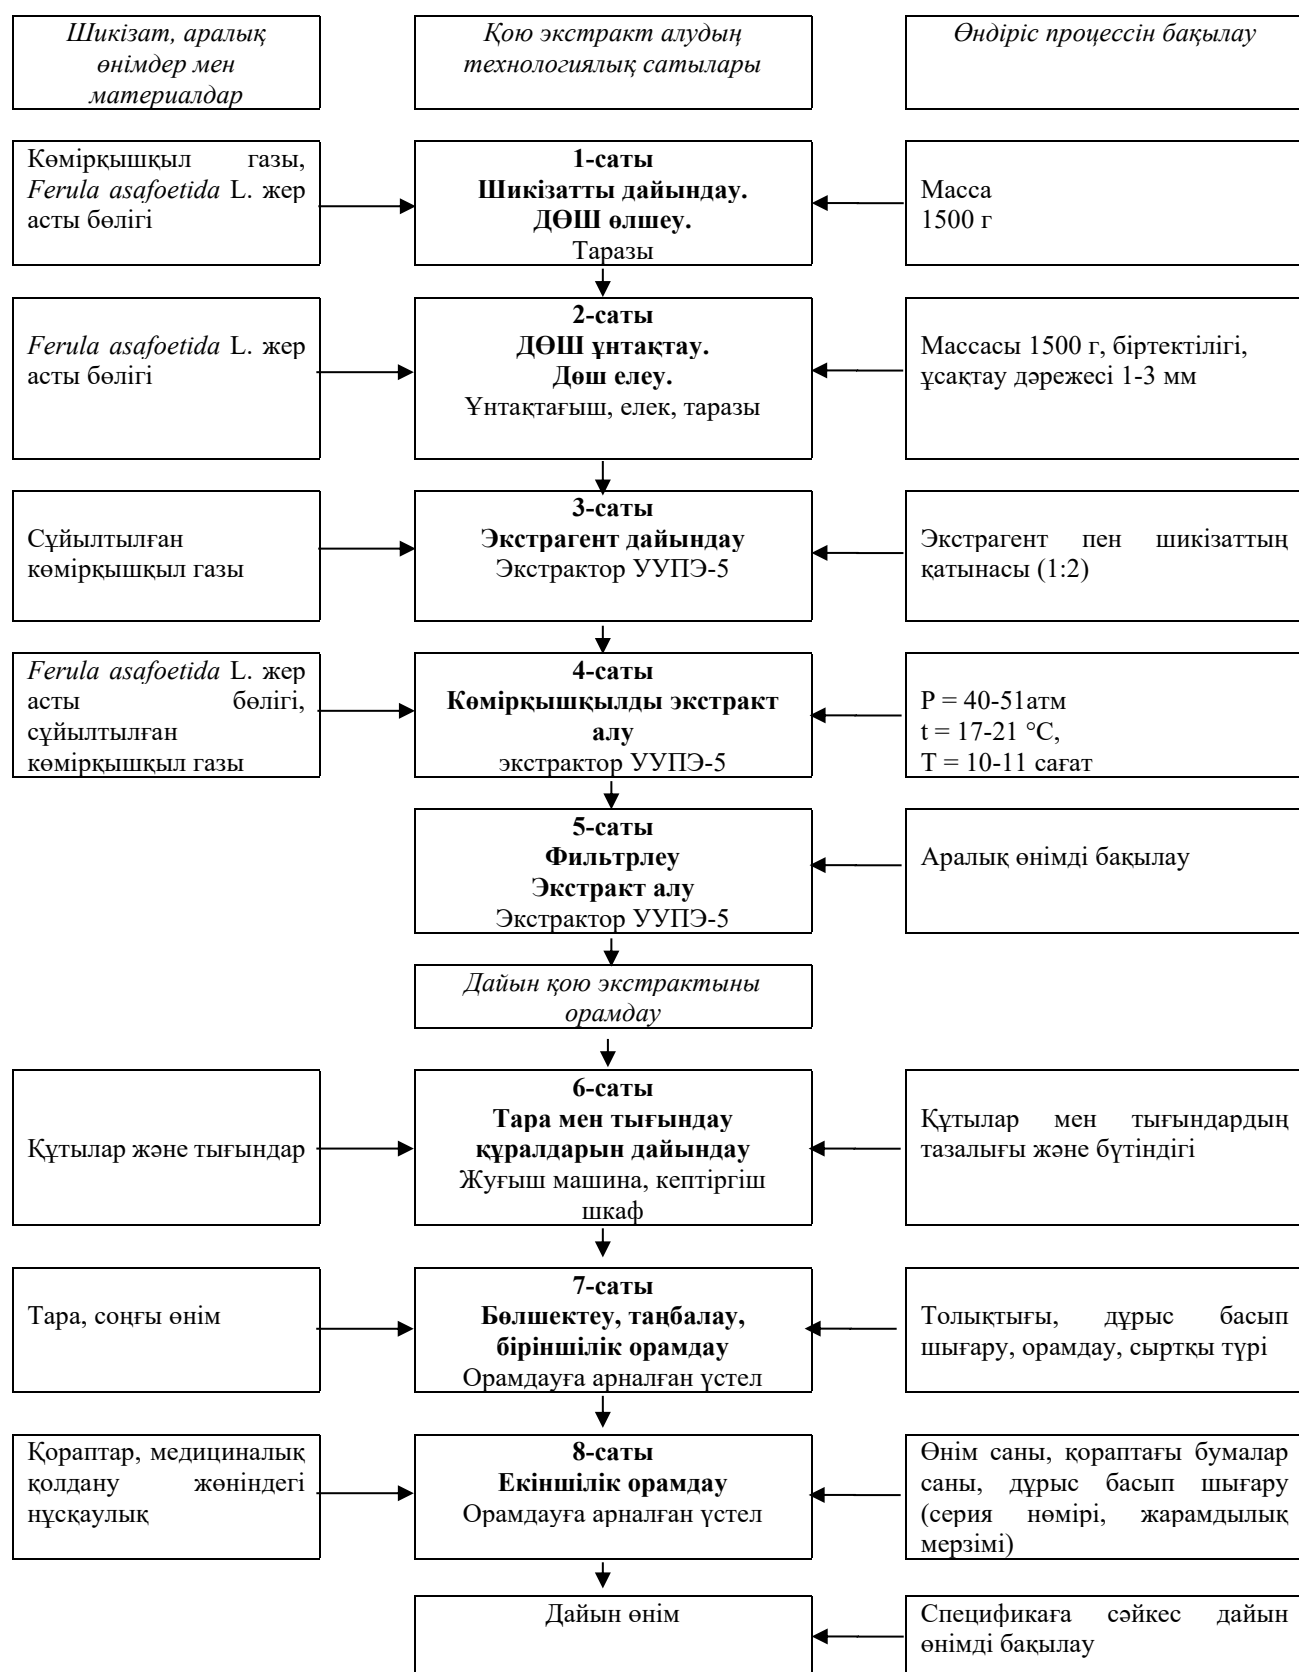 Шикізат, аралық
өнімдер мен
материалдар
Қою экстракт алудың
технологиялық сатылары
Өндіріс процессін бақылау
Көмірқышқыл газы,
Ferula asafoetida L. жер
асты бөлігі
1-саты
Шикізатты дайындау.
ДӨШ өлшеу.
Таразы
Масса
1500 г
Ferula asafoetida L. жер
асты бөлігі
2-саты
ДӨШ ұнтақтау.
Дөш елеу.
Ұнтақтағыш, елек, таразы
Массасы 1500 г, біртектілігі,
ұсақтау дәрежесі 1-3 мм
Сұйылтылған
көмірқышқыл газы
3-саты
Экстрагент дайындау
Экстрактор УУПЭ-5
Экстрагент пен шикізаттың
қатынасы (1:2)
Ferula asafoetida L. жер
асты бөлігі,
сұйылтылған
көмірқышқыл газы
4-саты
Көмірқышқылды экстракт
алу
экстрактор УУПЭ-5
P = 40-51атм
t = 17-21 °C,
T = 10-11 сағат
5-саты
Фильтрлеу
Экстракт алу
Экстрактор УУПЭ-5
Аралық өнімді бақылау
Дайын қою экстрактыны
орамдау
Құтылар және тығындар
6-саты
Тара мен тығындау
құралдарын дайындау
Жуғыш машина, кептіргіш
шкаф
Құтылар мен тығындардың
тазалығы және бүтіндігі
Тара, соңғы өнім
7-саты
Бөлшектеу, таңбалау,
біріншілік орамдау
Орамдауға арналған үстел
Толықтығы, дұрыс басып
шығару, орамдау, сыртқы түрі
Қораптар, медициналық
қолдану жөніндегі
нұсқаулық
8-саты
Екіншілік орамдау
Орамдауға арналған үстел
Өнім саны, қораптағы бумалар
саны, дұрыс басып шығару
(серия нөмірі, жарамдылық
мерзімі)
Дайын өнім
Спецификаға сәйкес дайын
өнімді бақылау